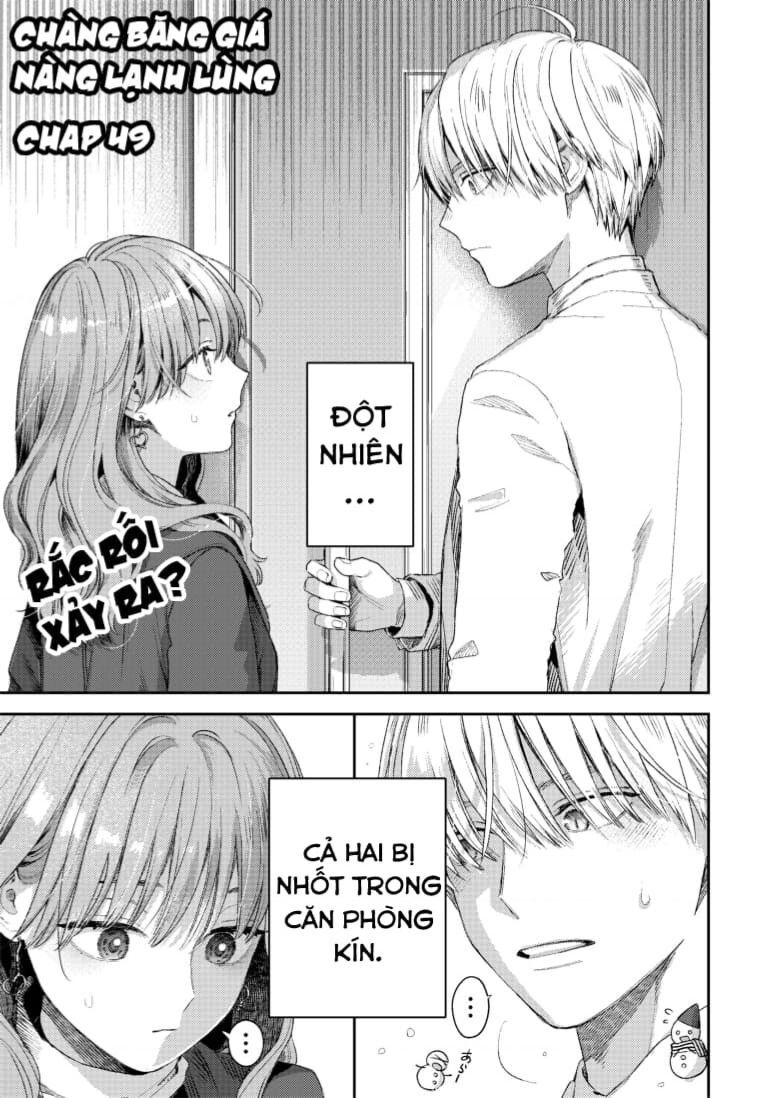 CHÀNG BĂNG GIÁ
NÀNG LẠNH LÙNG
CHAP 49
ĐỘT
NHIÊN
...
RẮC RỐI
XẢY RA?
CẢ HAI BỊ
NHỐT TRONG
CĂN PHÒNG
KÍN.
...
...